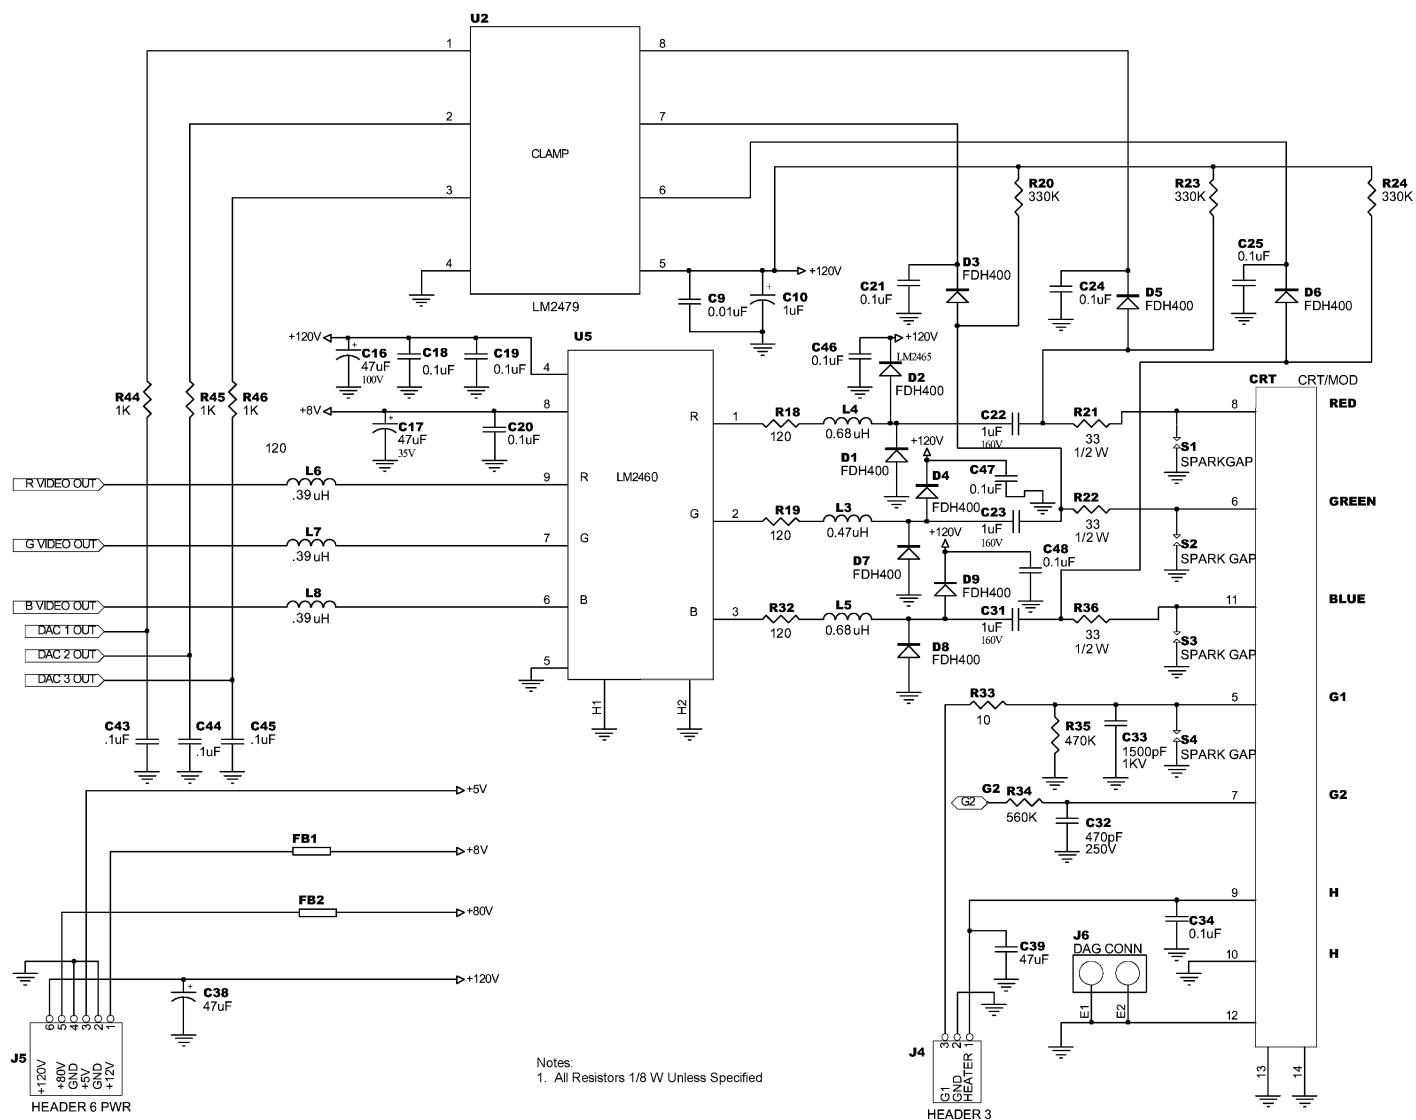 U2
1
8
2
7
CLAMP
3
6
4
5
LM2479
+120V
C9
0.01uF
C10
1uF
+
R20
330K
R23
330K
R24
330K
D3
FDH400
C21
0.1uF
C24
0.1uF
D5
FDH400
C25
0.1uF
D6
FDH400
U5
+120V
+
C16
47uF
100V
C18
0.1uF
C19
0.1uF
4
C46
0.1uF
+120V
LM2465
D2
FDH400
R44
1K
R45
1K
R46
1K
+8V
+
C17
47uF
35V
C20
0.1uF
8
120
R
1
R18
120
L4
0.68uH
C22
1uF
160V
R21
33
1/2 W
CRT
CRT/MOD
8
RED
S1
SPARKGAP
D1
FDH400
+120V
D4
FDH400
C47
0.1uF
R VIDEO OUT
L6
.39uH
9
R
LM2460
G
2
R19
120
L3
0.47uH
C23
1uF
160V
R22
33
1/2 W
6
GREEN
S2
SPARK GAP
G VIDEO OUT
L7
.39uH
7
G
D7
FDH400
+120V
D9
FDH400
C48
0.1uF
B VIDEO OUT
L8
.39uH
6
B
B
3
R32
120
L5
0.68uH
C31
1uF
160V
R36
33
1/2 W
11
BLUE
S3
SPARK GAP
DAC 1 OUT
DAC 2 OUT
DAC 3 OUT
5
D8
FDH400
H1
H2
C43
.1uF
C44
.1uF
C45
.1uF
R33
10
R35
470K
C33
1500pF
1KV
S4
SPARK GAP
5
G1
+5V
G2
G2
R34
560K
C32
470pF
250V
7
G2
FB1
+8V
FB2
+80V
9
H
C34
0.1uF
C39
47uF
J6
DAG CONN
E1
E2
10
H
12
+120V
+
C38
47uF
6
5
4
3
2
1
J5
+120V
+80V
GND
+5V
GND
+12V
HEADER 6 PWR
Notes:
1. All Resistors 1/8 W Unless Specified
J4
3
2
1
G1
GND
HEATER
HEADER 3
13
14